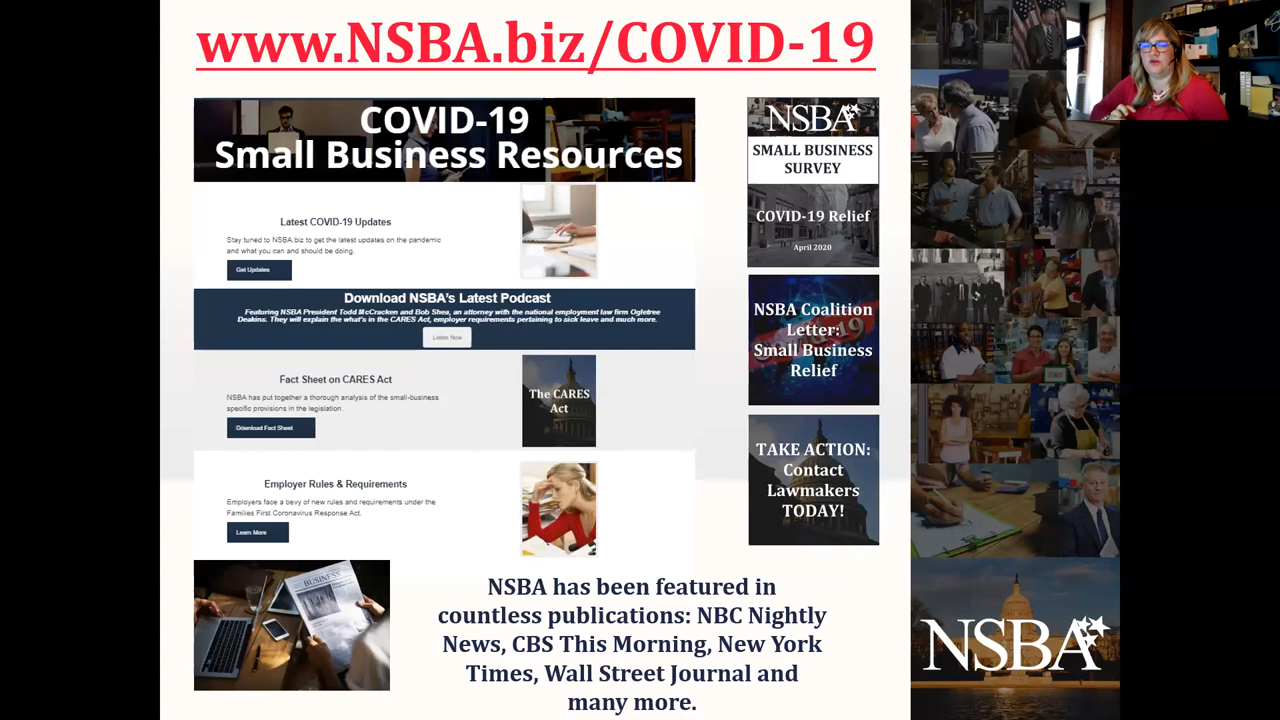 www.NSBA.biz/COVID-19
COVID-19
Small Business Resources
Latest COVID-19 Updates
Stay tuned to NSBA.biz to get the latest updates on the pandemic
and what you can and should be doing.
Get Updates
Download NSBA's Latest Podcast
Featuring NSBA President Todd McCracken and Bob Shea, an attorney with the national employment law firm Ogletree
Deakins. They will explain the what's in the CARES Act, employer requirements pertaining to sick leave and much more.
Listen Now
Fact Sheet on CARES Act
NSBA has put together a thorough analysis of the small-business
specific provisions in the legislation.
Download Fact Sheet
The CARES
Act
Employer Rules & Requirements
Employers face a bevy of new rules and requirements under the
Families First Coronavirus Response Act.
Learn More
NSBA
SMALL BUSINESS
SURVEY
COVID-19 Relief
April 2020
NSBA Coalition
Letter:
Small Business
Relief
TAKE ACTION:
Contact
Lawmakers
TODAY!
BUSINESS
NSBA has been featured in
countless publications: NBC Nightly
News, CBS This Morning, New York
Times, Wall Street Journal and
many more.
NSBA